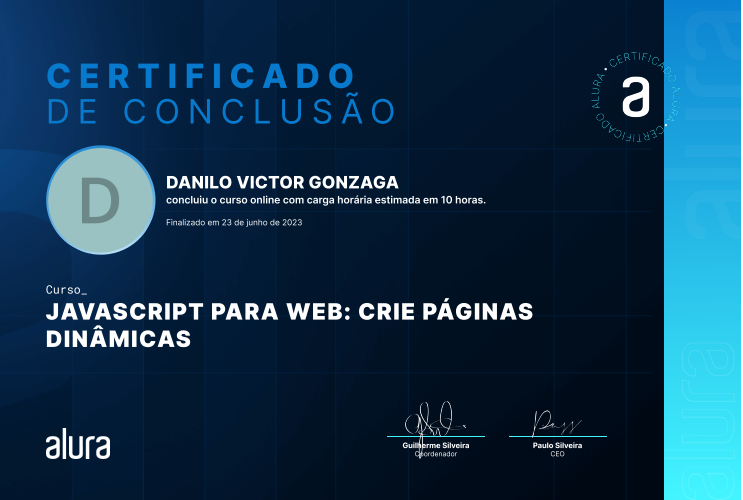 CERTIFICADO
DE CONCLUSÃO
CERTIFICADO ALURA • CERTIFICADO ALURA •
a
D
DANILO VICTOR GONZAGA
concluiu o curso online com carga horária estimada em 10 horas.
Finalizado em 23 de junho de 2023
Curso_
JAVASCRIPT PARA WEB: CRIE PÁGINAS
DINÂMICAS
alura
Guilherme Silveira
Coordenador
Paulo Silveira
CEO
alura
alura